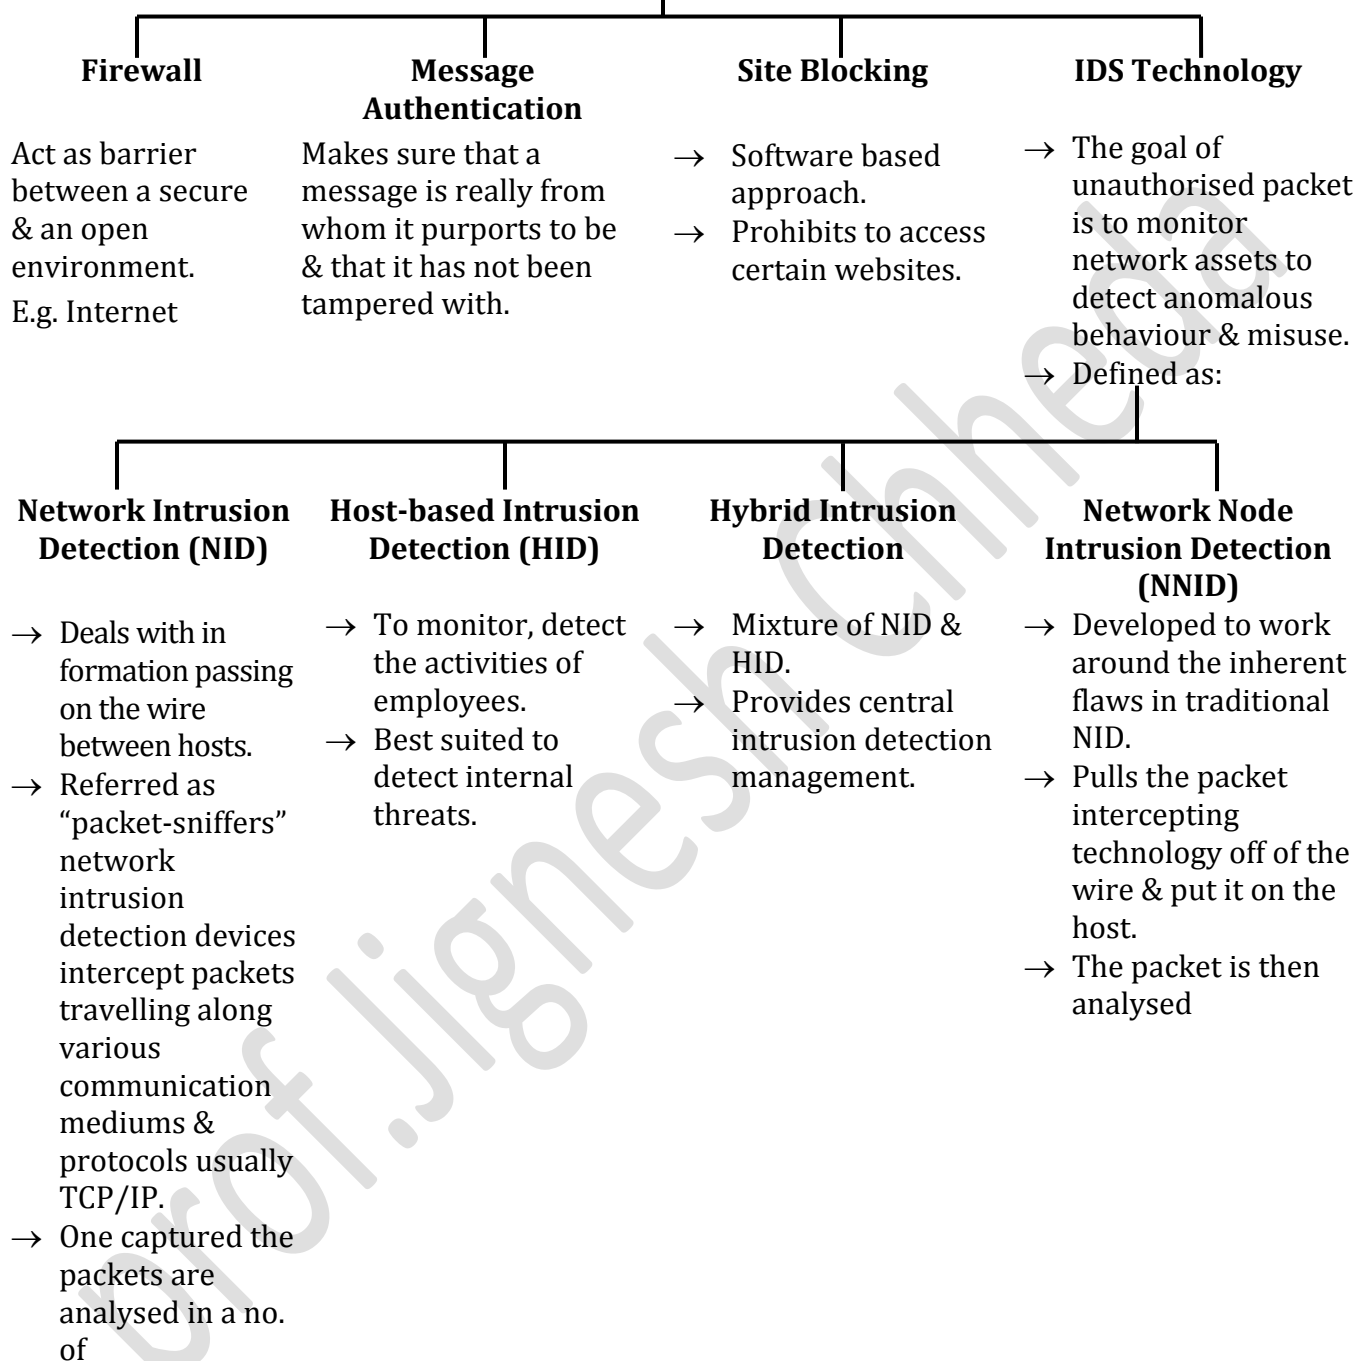 Firewall
Act as barrier
between a secure
& an open
environment.
E.g. Internet
Message
Authentication
Makes sure that a
message is really from
whom it purports to be
& that it has not been
tampered with.
Site Blocking
→ Software based
approach.
→ Prohibits to access
certain websites.
IDS Technology
→ The goal of
unauthorised packet
is to monitor
network assets to
detect anomalous
behaviour & misuse.
→ Defined as:
Network Intrusion
Detection (NID)
→ Deals with in
formation passing
on the wire
between hosts.
→ Referred as
“packet-sniffers”
network
intrusion
detection devices
intercept packets
travelling along
various
communication
mediums &
protocols usually
TCP/IP.
→ One captured the
packets are
analysed in a no.
of
Host-based Intrusion
Detection (HID)
→ To monitor, detect
the activities of
employees.
→ Best suited to
detect internal
threats.
Hybrid Intrusion
Detection
→ Mixture of NID &
HID.
→ Provides central
intrusion detection
management.
Network Node
Intrusion Detection
(NNID)
→ Developed to work
around the inherent
flaws in traditional
NID.
→ Pulls the packet
intercepting
technology off of the
wire & put it on the
host.
→ The packet is then
analysed
prof.Jignesh Chheda